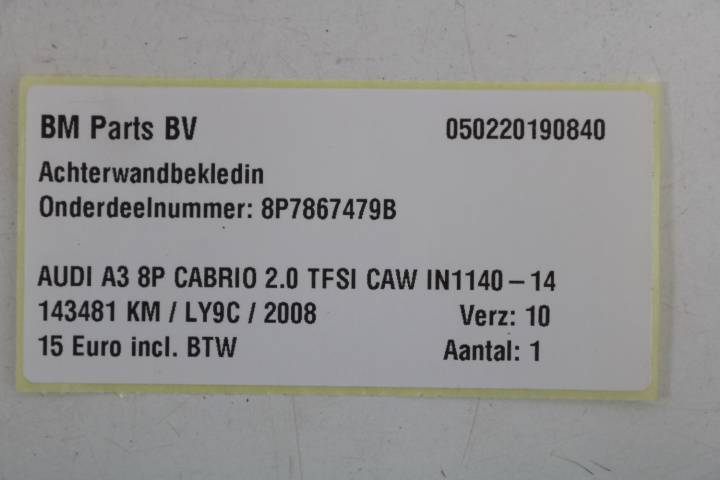 BM Parts BV 050220190840
Achterwandbekledin
Onderdeelnummer: 8P7867479B
AUDI A3 8P CABRIO 2.0 TFSI CAW IN1140-14
143481 KM / LY9C / 2008 Verz: 10
15 Euro incl. BTW Aantal: 1